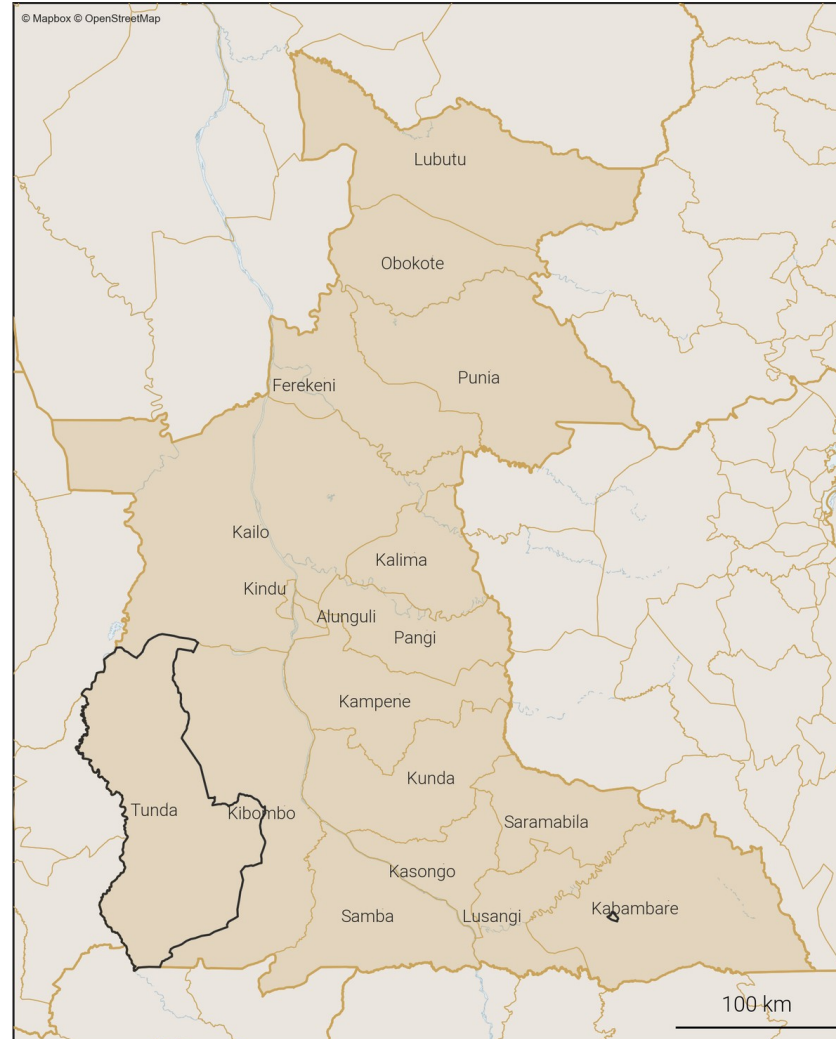 © Mapbox © OpenStreetMap
Lubutu
Obokote
Punia
Ferekeni
Kailo
Kalima
Kindu
Alunguli
Pangi
Kampene
Kunda
Tunda
Kibombo
Saramabila
Kasongo
Samba
Lusangi
Kabambare
100 km